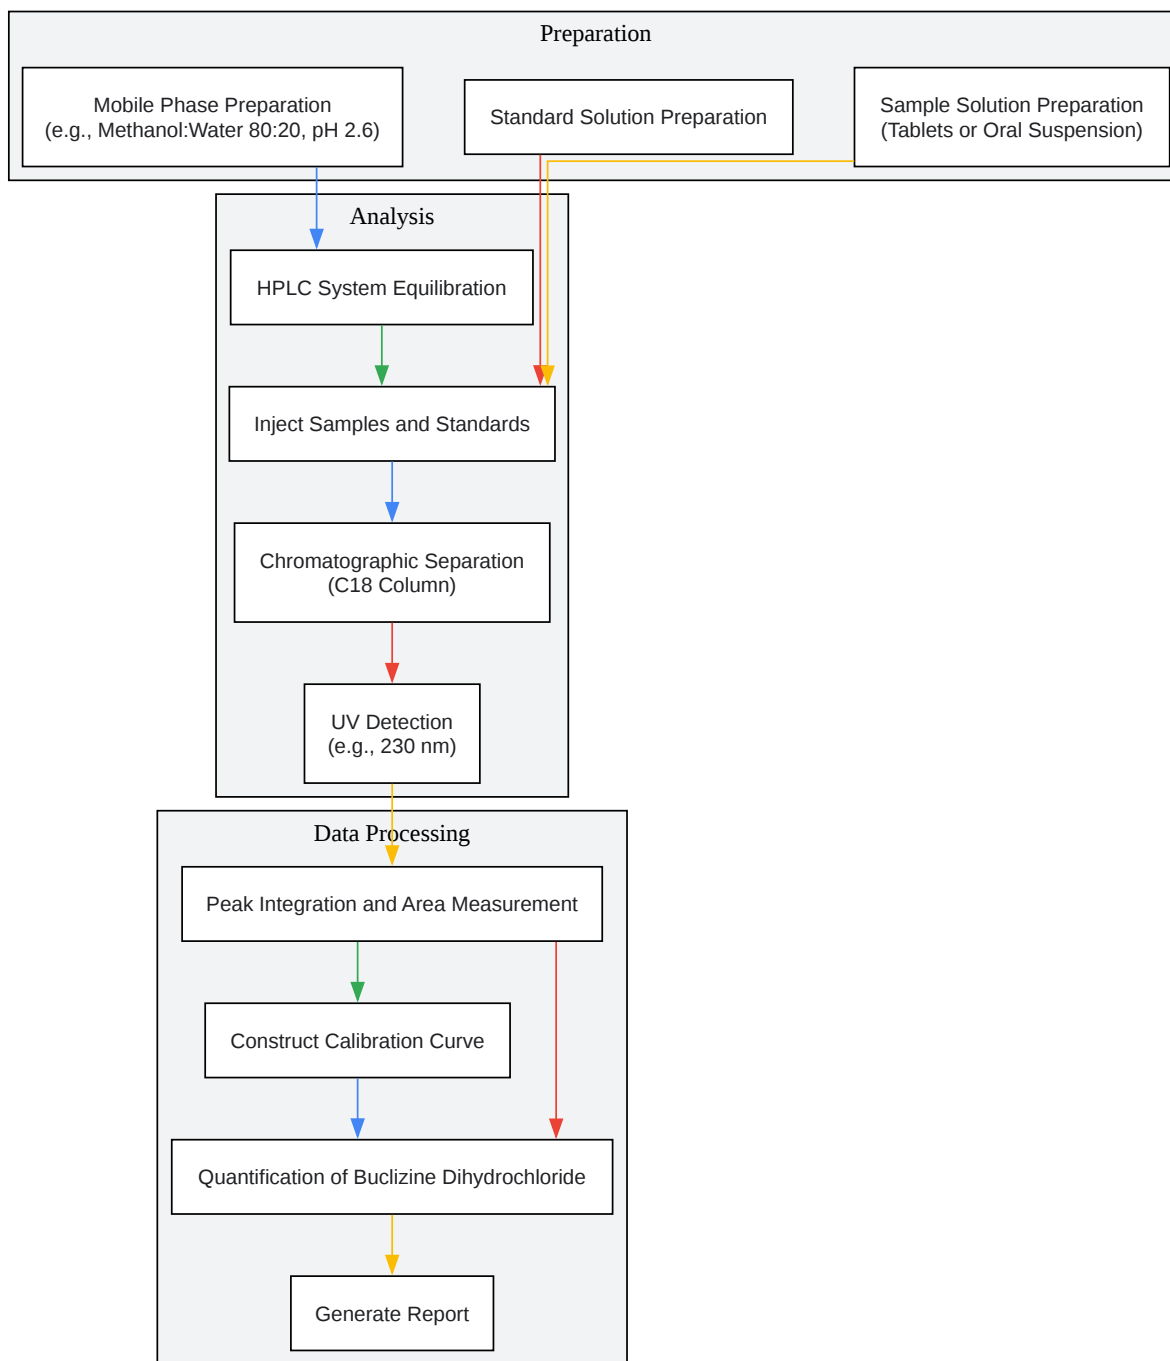 Preparation
Mobile Phase Preparation
(e.g., Methanol:Water 80:20, pH 2.6)
Standard Solution Preparation
Sample Solution Preparation
(Tablets or Oral Suspension)
Analysis
HPLC System Equilibration
Inject Samples and Standards
Chromatographic Separation
(C18 Column)
UV Detection
(e.g., 230 nm)
Data Processing
Peak Integration and Area Measurement
Construct Calibration Curve
Quantification of Buclizine Dihydrochloride
Generate Report